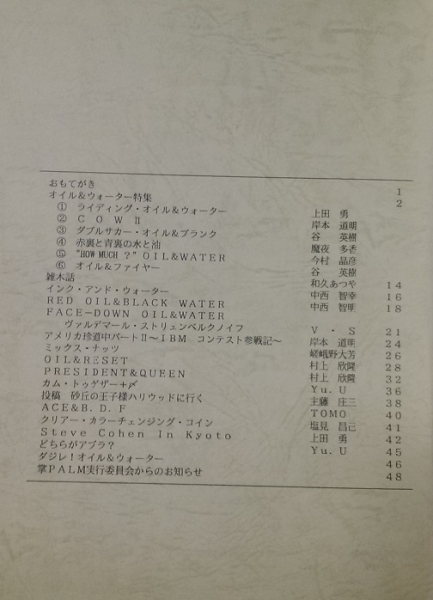 おもてがき 1
オイル＆ウォーター特集 2
① ライディング・オイル＆ウォーター 上田 勇
② ＣＯＷⅡ 岸本 道明
③ ダブルサカー・オイル＆ブランク 谷 英樹
④ 赤裏と青裏の水と油 魔夜 多香
⑤ "HOW MUCH ?" OIL＆WATER 今村 晶彦
⑥ オイル＆ファイヤー 谷 英樹
雑木話 和久あつや 14
インク・アンド・ウォーター 中西 智幸 16
RED OIL＆BLACK WATER 中西 智明 18
FACE−DOWN OIL＆WATER
ヴァルデマール・ストリュンベルクノイフ V・S 21
アメリカ珍道中パートⅡ〜IBM コンテスト参戦記〜 岸本 道明 24
ミックス・ナッツ 嵯峨野大芳 26
OIL＆RESET 村上 欣隆 28
PRESIDENT＆QUEEN 村上 欣隆 32
カム・トゥゲザー＋〆 Yu.U 36
投稿 砂丘の王子様ハリウッドに行く 主藤 庄三 38
ACE＆B.D.F TOMO 40
クリアー・カラーチェンジング・コイン 塩見 昌己 41
Steve Cohen In Kyoto 上田 勇 42
どちらがアブラ？ Yu.U 45
ダジレ！オイル＆ウォーター 46
掌PALM実行委員会からのお知らせ 48